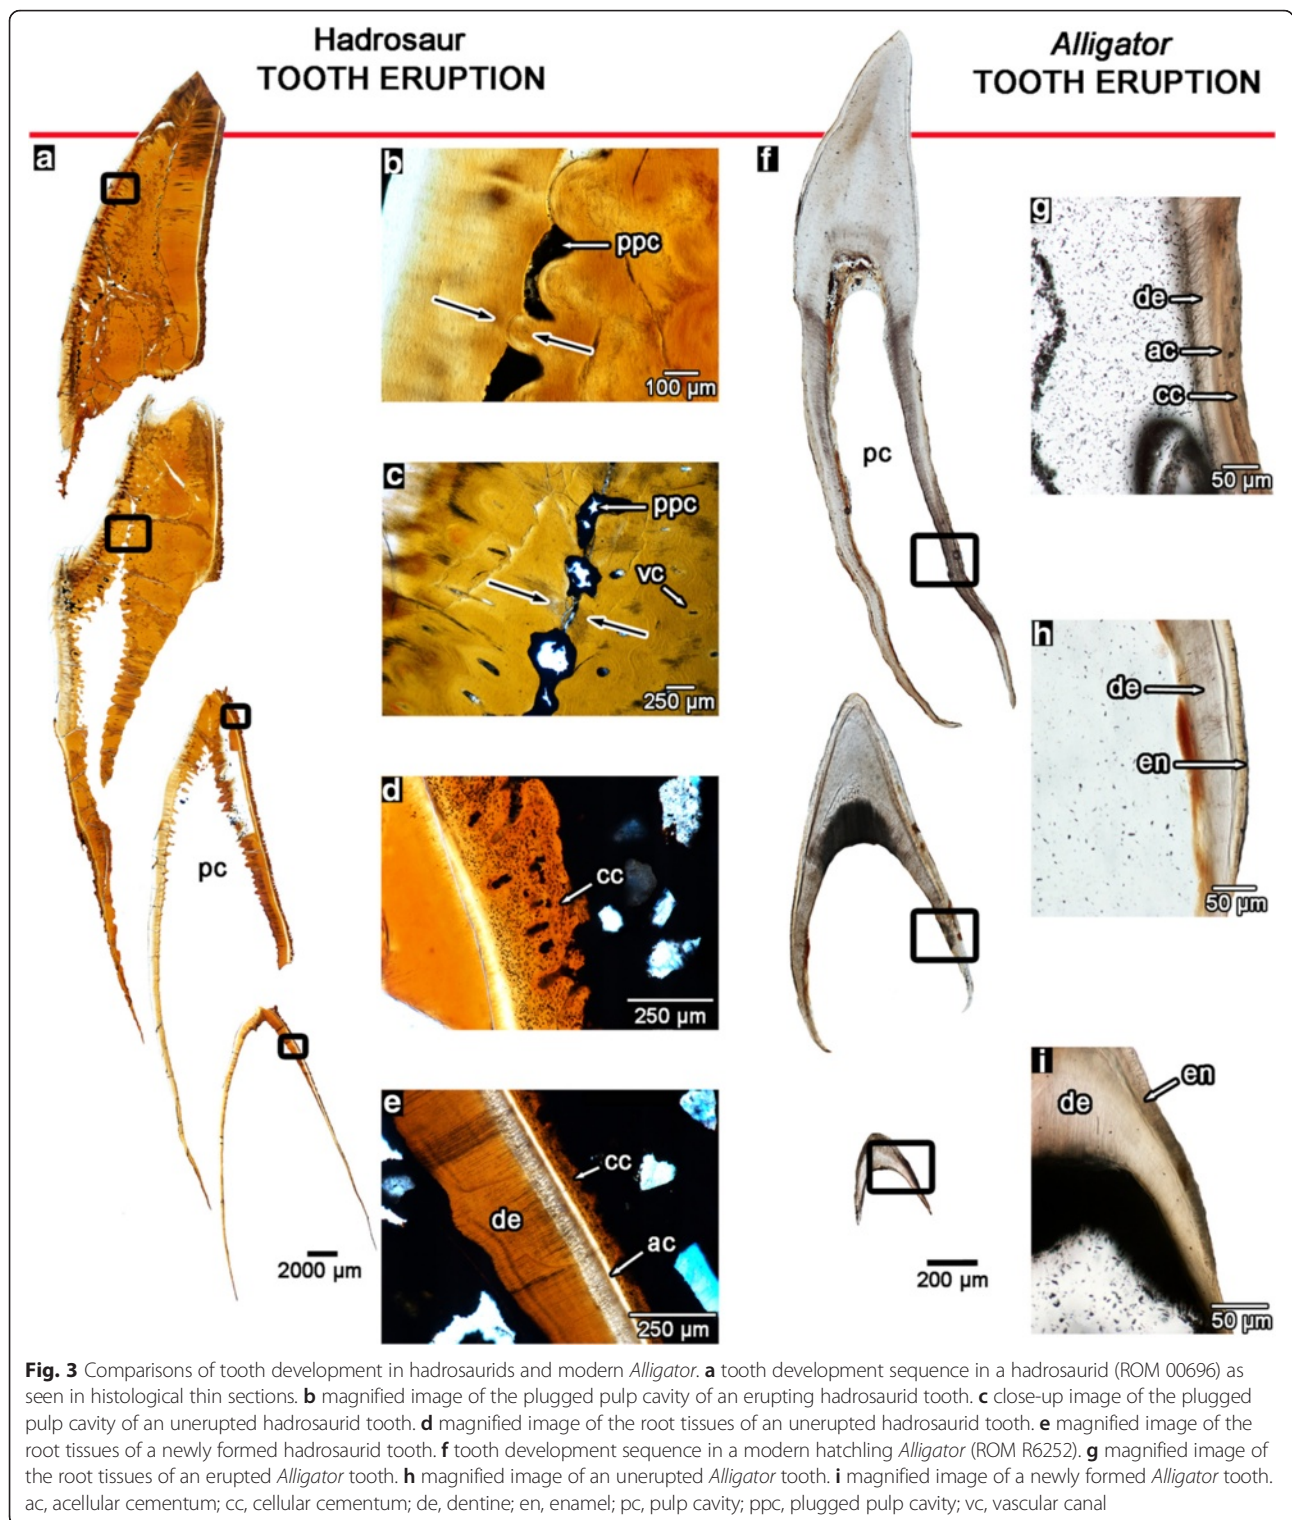 Hadrosaur
TOOTH ERUPTION
Alligator
TOOTH ERUPTION
a
b
ppc
100 µm
c
ppc
vc
250 µm
d
cc
250 µm
e
cc
de
ac
250 µm
pc
2000 µm
f
pc
200 µm
g
de
ac
cc
50 µm
h
de
en
50 µm
i
en
de
50 µm
Fig. 3 Comparisons of tooth development in hadrosaurids and modern Alligator. a tooth development sequence in a hadrosaurid (ROM 00696) as
seen in histological thin sections. b magnified image of the plugged pulp cavity of an erupting hadrosaurid tooth. c close-up image of the plugged
pulp cavity of an unerupted hadrosaurid tooth. d magnified image of the root tissues of an unerupted hadrosaurid tooth. e magnified image of the
root tissues of a newly formed hadrosaurid tooth. f tooth development sequence in a modern hatchling Alligator (ROM R6252). g magnified image of
the root tissues of an erupted Alligator tooth. h magnified image of an unerupted Alligator tooth. i magnified image of a newly formed Alligator tooth.
ac, acellular cementum; cc, cellular cementum; de, dentine; en, enamel; pc, pulp cavity; ppc, plugged pulp cavity; vc, vascular canal